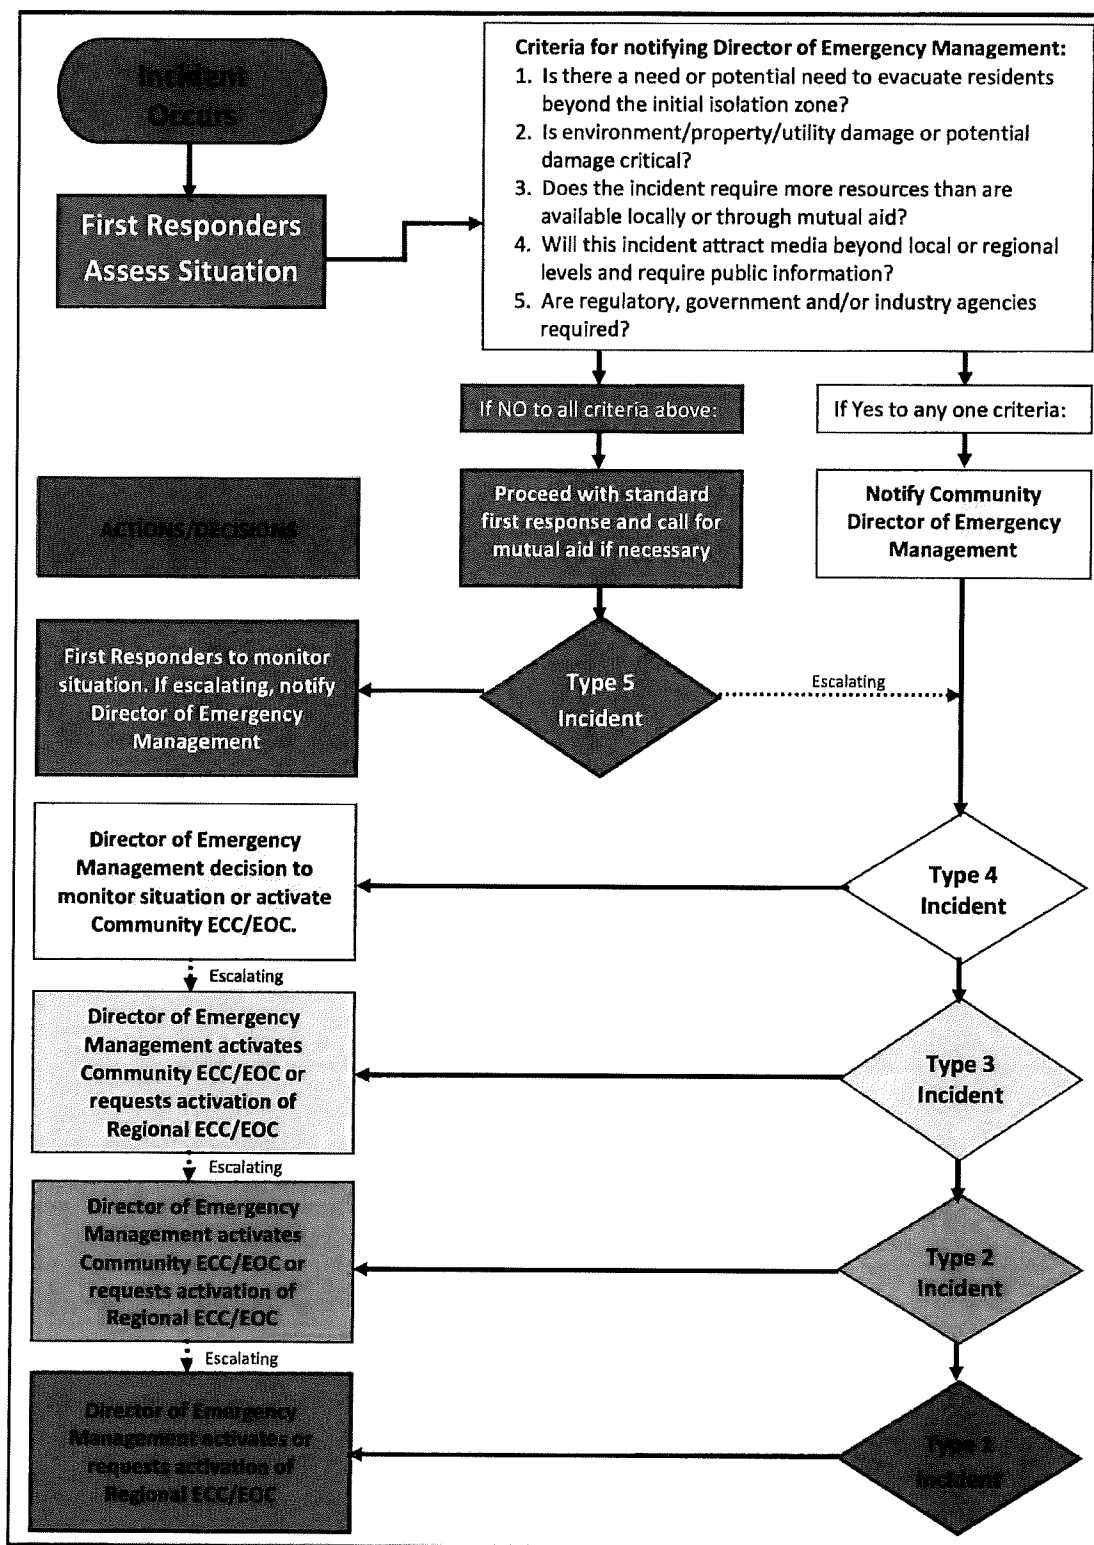 Incident
Occurs
First Responders
Assess Situation
Criteria for notifying Director of Emergency Management:
1. Is there a need or potential need to evacuate residents
beyond the initial isolation zone?
2. Is environment/property/utility damage or potential
damage critical?
3. Does the incident require more resources than are
available locally or through mutual aid?
4. Will this incident attract media beyond local or regional
levels and require public information?
5. Are regulatory, government and/or industry agencies
required?
If NO to all criteria above:
If Yes to any one criteria:
Proceed with standard
first response and call for
mutual aid if necessary
Notify Community
Director of Emergency
Management
ACTIONS/DECISIONS
First Responders to monitor
situation. If escalating, notify
Director of Emergency
Management
Type 5
Incident
Escalating
Director of Emergency
Management decision to
monitor situation or activate
Community ECC/EOC.
Type 4
Incident
Escalating
Director of Emergency
Management activates
Community ECC/EOC or
requests activation of
Regional ECC/EOC
Type 3
Incident
Escalating
Director of Emergency
Management activates
Community ECC/EOC or
requests activation of
Regional ECC/EOC
Type 2
Incident
Escalating
Director of Emergency
Management activates or
requests activation of
Regional ECC/EOC
Type 1
Incident